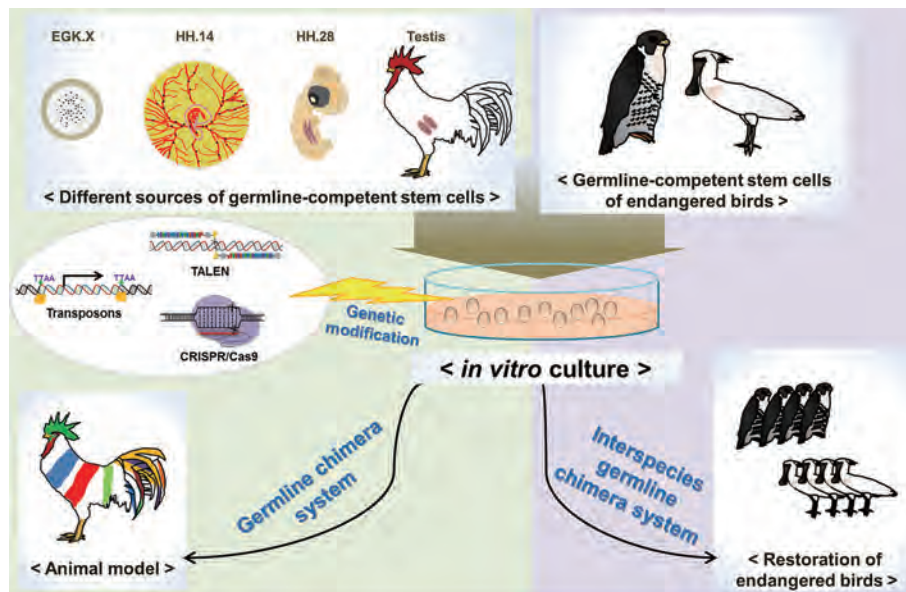 EGK.X
HH.14
HH.28
Testis
< Different sources of germline-competent stem cells >
< Germline-competent stem cells
of endangered birds >
TALEN
TTAA
TTAA
Transposons
CRISPR/Cas9
Genetic
modification
< in vitro culture >
Germline chimera
system
Interspecies
germline
chimera system
< Animal model >
< Restoration of
endangered birds >